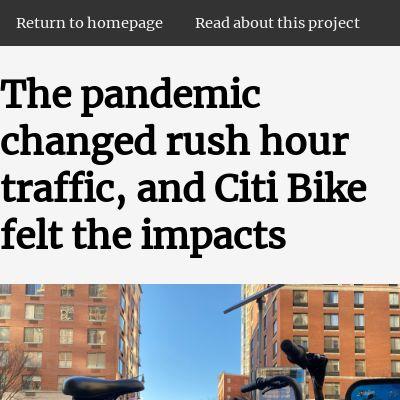 Return to homepage Read about this project
The pandemic
changed rush hour
traffic, and Citi Bike
felt the impacts